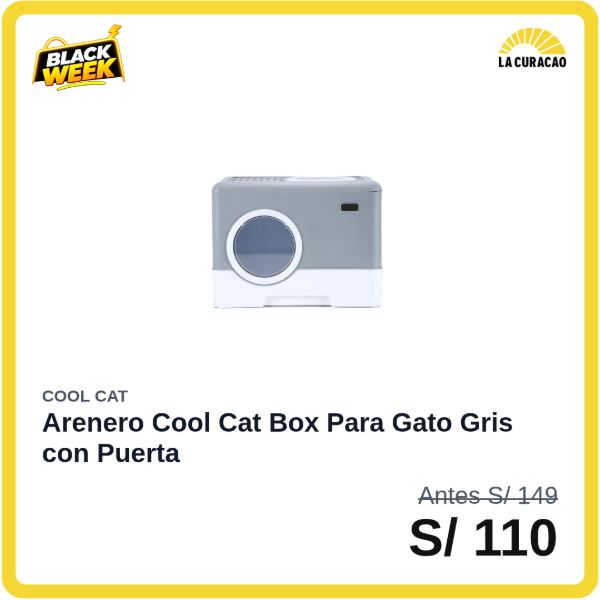 BLACK
WEEK
LA CURACAO
COOL CAT
Arenero Cool Cat Box Para Gato Gris
con Puerta
Antes S/ 149
S/ 110